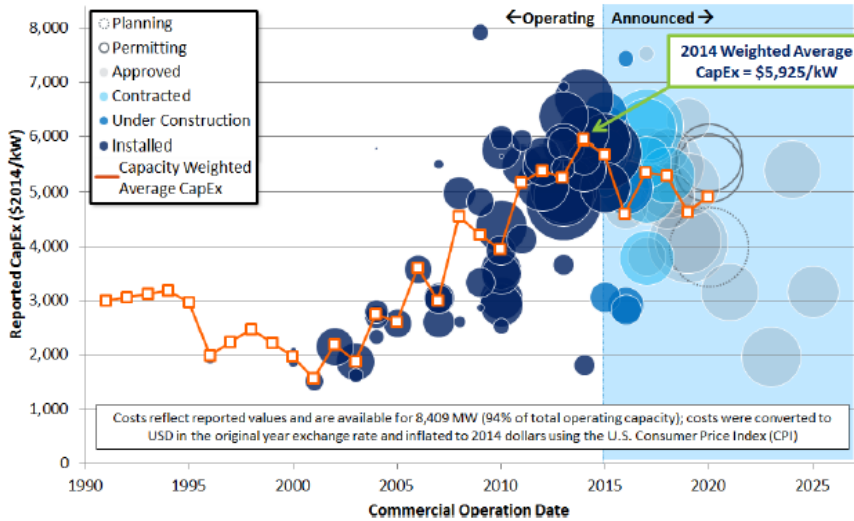 ←Operating Announced→
8,000
7,000
6,000
5,000
4,000
3,000
2,000
1,000
0
Reported CapEx ($2014/kW)
Planning
Permitting
Approved
Contracted
Under Construction
Installed
Capacity Weighted
Average CapEx
2014 Weighted Average
CapEx = $5,925/kW
Costs reflect reported values and are available for 8,409 MW (94% of total operating capacity); costs were converted to
USD in the original year exchange rate and inflated to 2014 dollars using the U.S. Consumer Price Index (CPI)
1990 1995 2000 2005 2010 2015 2020 2025
Commercial Operation Date